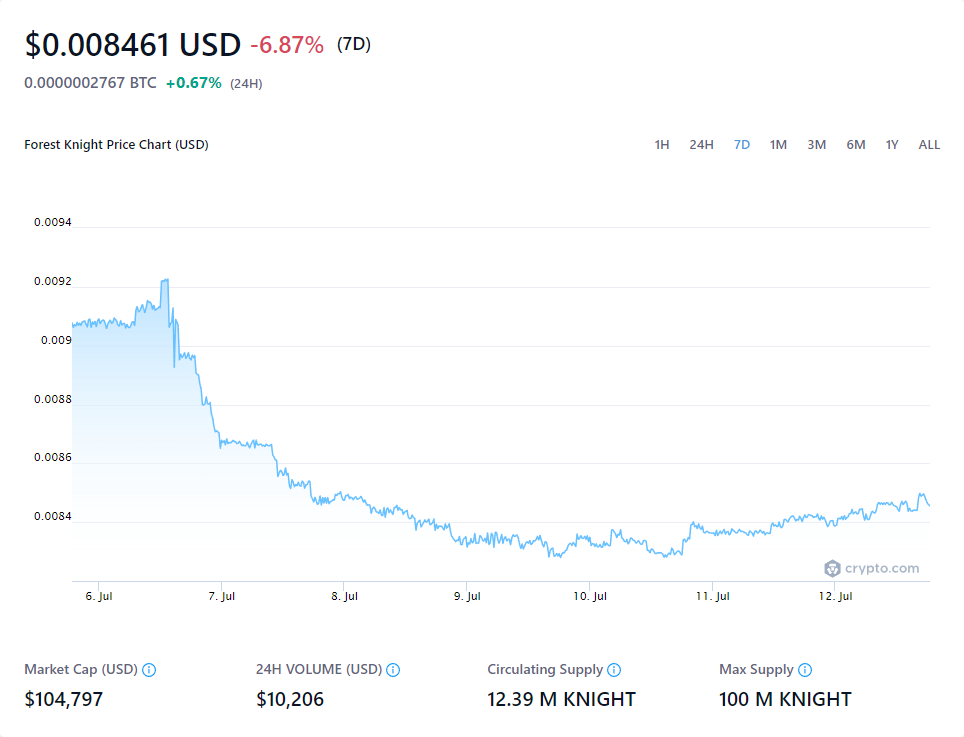 $0.008461 USD -6.87% (7D)
0.0000002767 BTC +0.67% (24H)
Forest Knight Price Chart (USD)
1H 24H 7D 1M 3M 6M 1Y ALL
0.0094
0.0092
0.009
0.0088
0.0086
0.0084
crypto.com
6. Jul 7. Jul 8. Jul 9. Jul 10. Jul 11. Jul 12. Jul
Market Cap (USD) 24H VOLUME (USD) Circulating Supply Max Supply
$104,797 $10,206 12.39 M KNIGHT 100 M KNIGHT